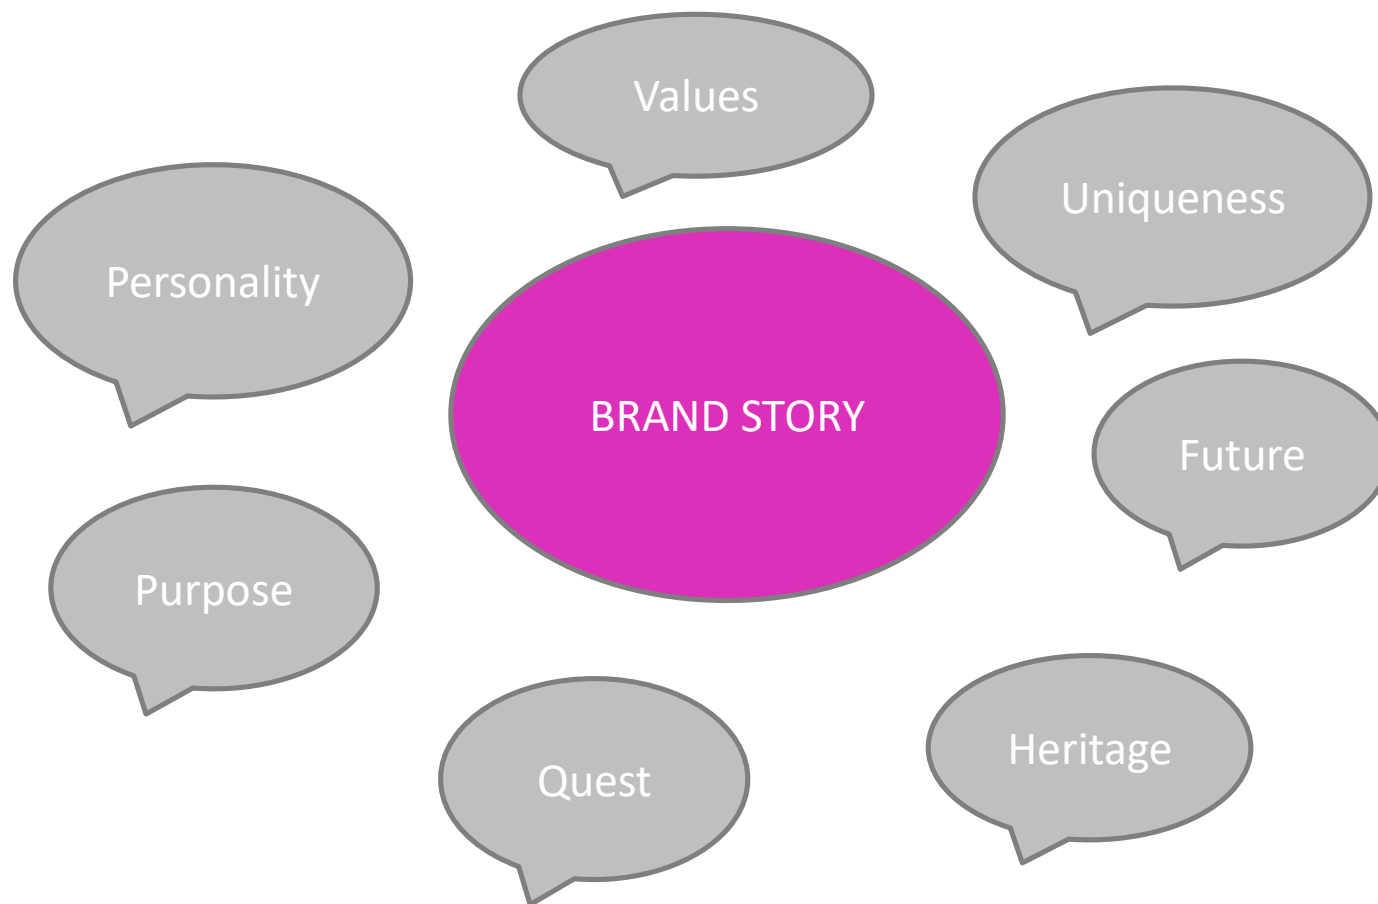 Values
Uniqueness
Personality
BRAND STORY
Future
Purpose
Heritage
Quest